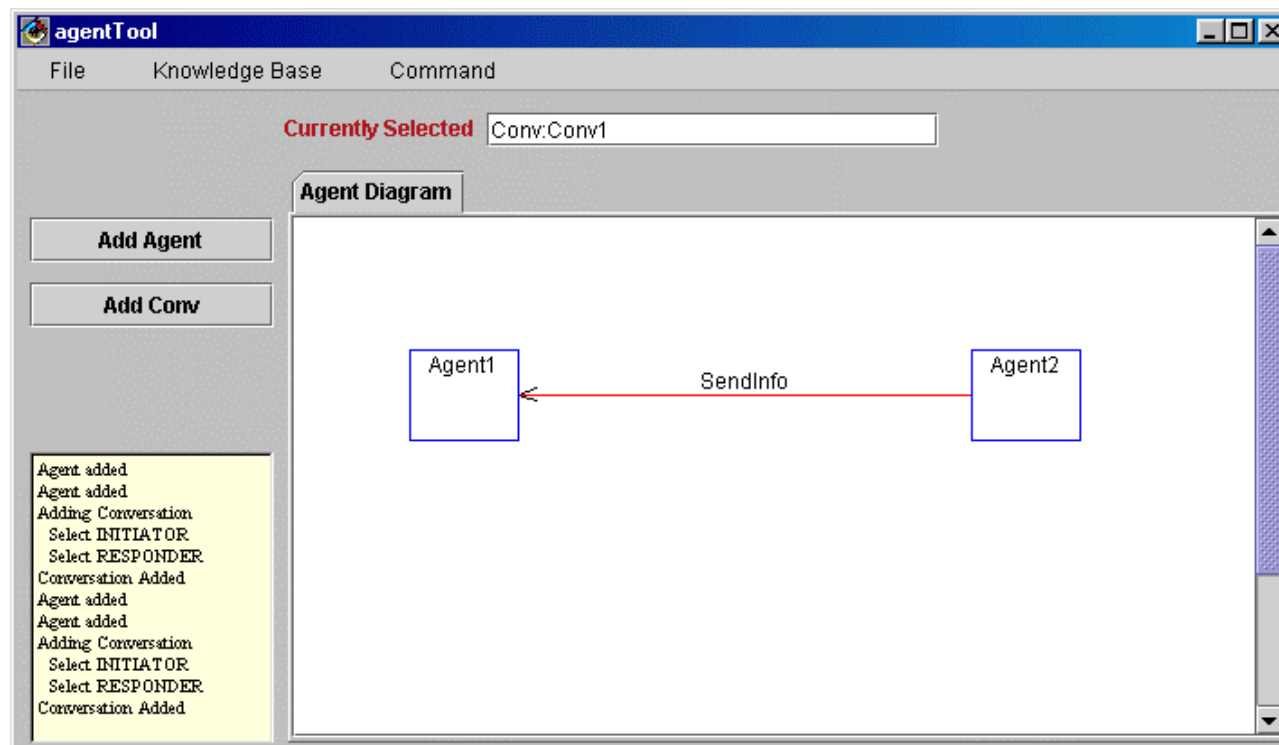 agentTool
File Knowledge Base Command
Currently Selected Conv:Conv1
Agent Diagram
Add Agent
Add Conv
Agent1 SendInfo Agent2
Agent added
Agent added
Adding Conversation
Select INITIATOR
Select RESPONDER
Conversation Added
Agent added
Agent added
Adding Conversation
Select INITIATOR
Select RESPONDER
Conversation Added